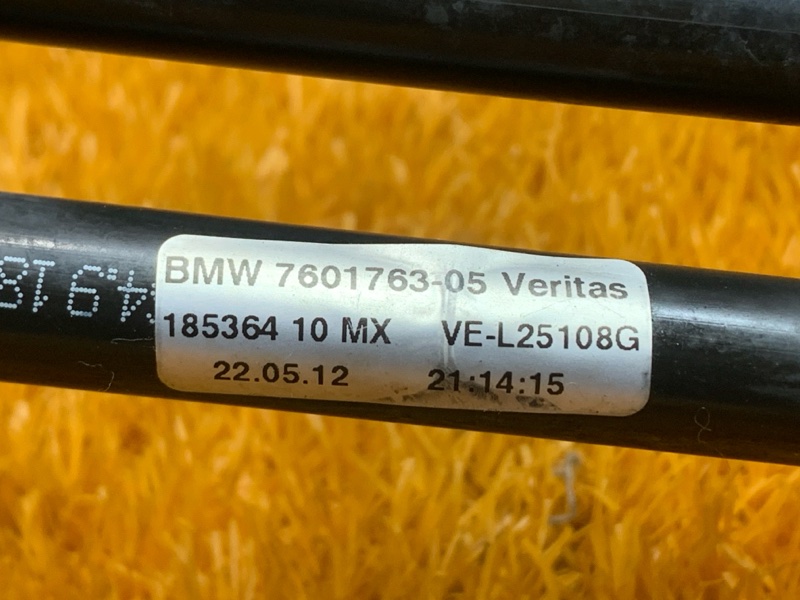 BMW 7601763-05 Veritas
185364 10 MX VE-L25108G
22.05.12 21:14:15